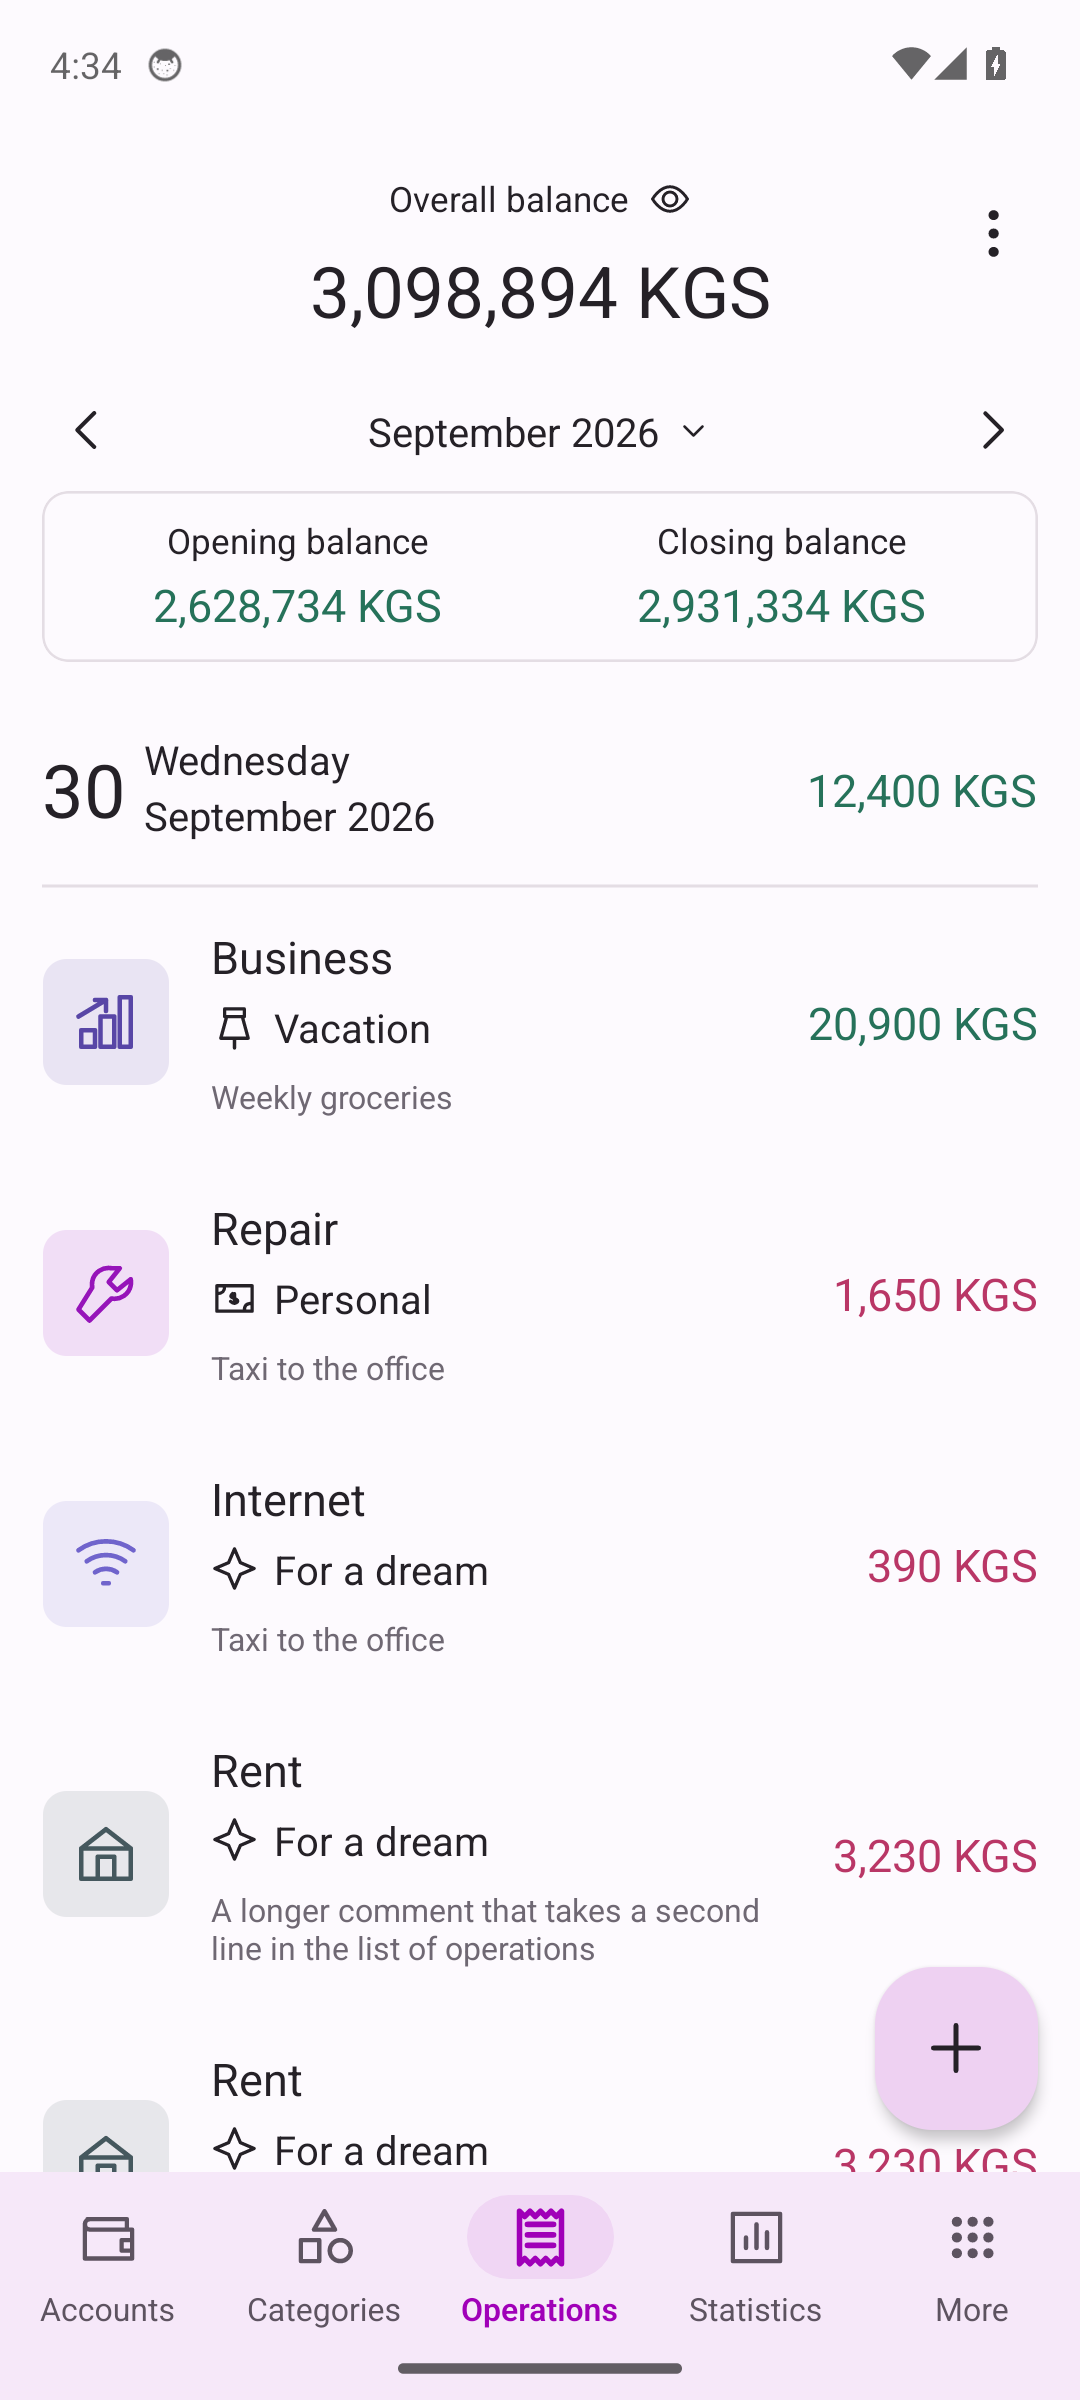 4:34
Overall balance
3,098,894 KGS
September 2026
Opening balance
Closing balance
2,628,734 KGS
2,931,334 KGS
30
Wednesday
September 2026
12,400 KGS
Business
Vacation
20,900 KGS
Weekly groceries
Repair
Personal
1,650 KGS
Taxi to the office
Internet
For a dream
390 KGS
Taxi to the office
Rent
For a dream
3,230 KGS
A longer comment that takes a second
line in the list of operations
Rent
For a dream
3,230 KGS
Accounts
Categories
Operations
Statistics
More